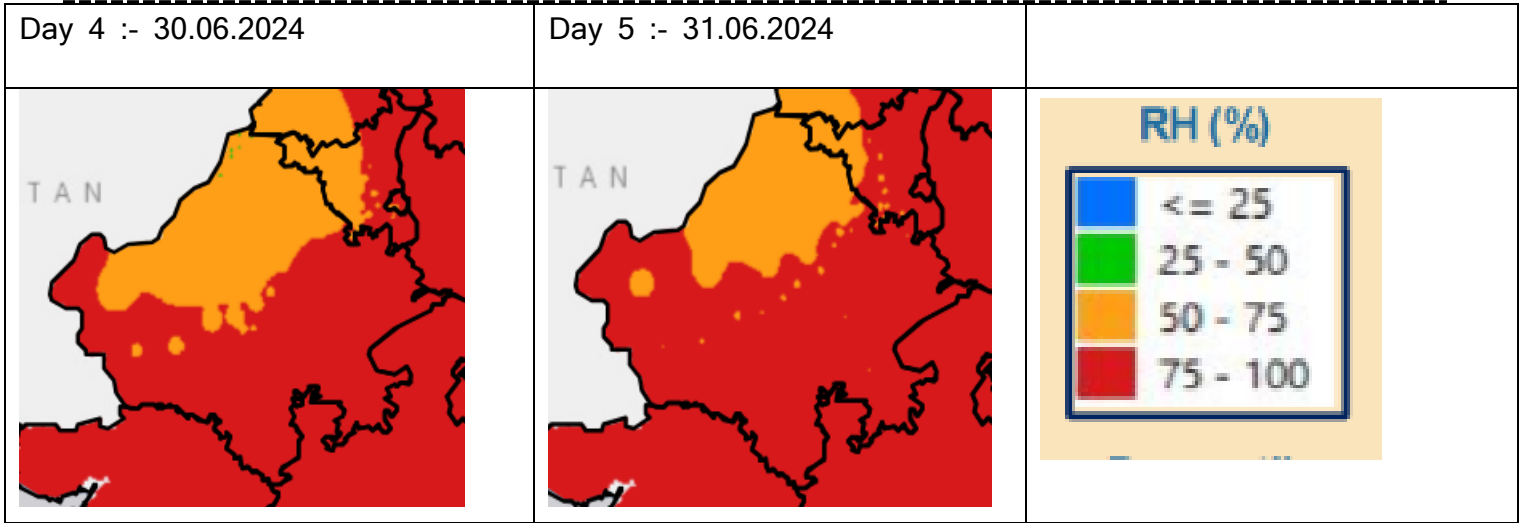 Day 4 :- 30.06.2024
Day 5 :- 31.06.2024
TAN
TAN
RH (%)
<= 25
25 - 50
50 - 75
75 - 100